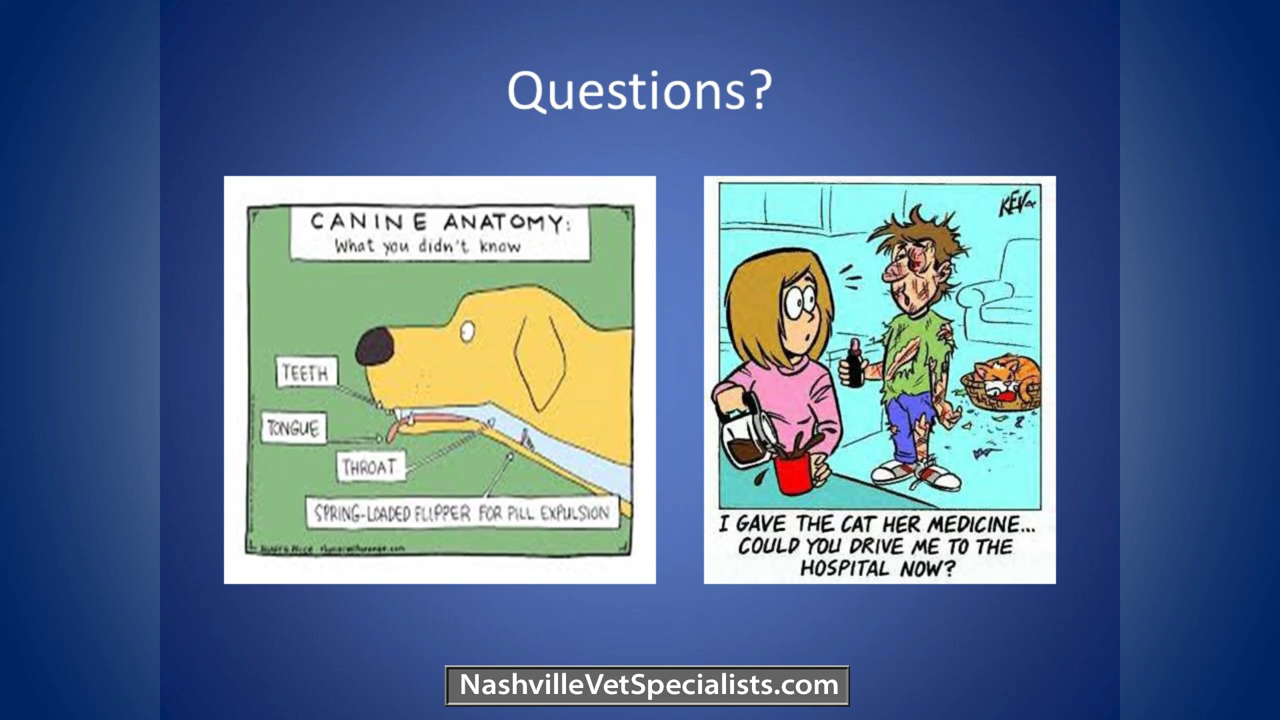 Questions?
CANINE ANATOMY:
What you didn't know
TEETH
TONGUE
THROAT
SPRING-LOADED FLIPPER FOR PILL EXPULSION
KEV
I GAVE THE CAT HER MEDICINE...
COULD YOU DRIVE ME TO THE
HOSPITAL NOW?
NashvilleVetSpecialists.com